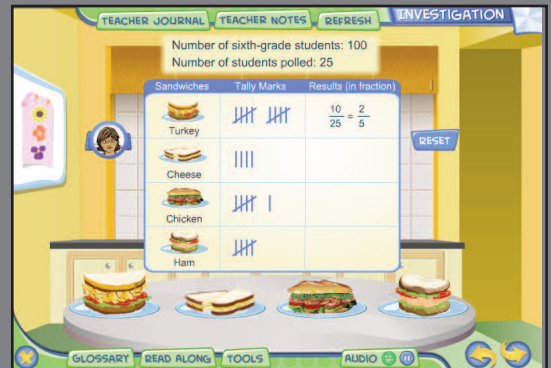 TEACHER JOURNAL TEACHER NOTES REFRESH INVESTIGATION
Number of sixth-grade students: 100
Number of students polled: 25
Sandwiches Tally Marks Results (in fraction)
10/25 = 2/5
Turkey
RESET
Cheese
Chicken
Ham
GLOSSARY READ ALONG TOOLS AUDIO